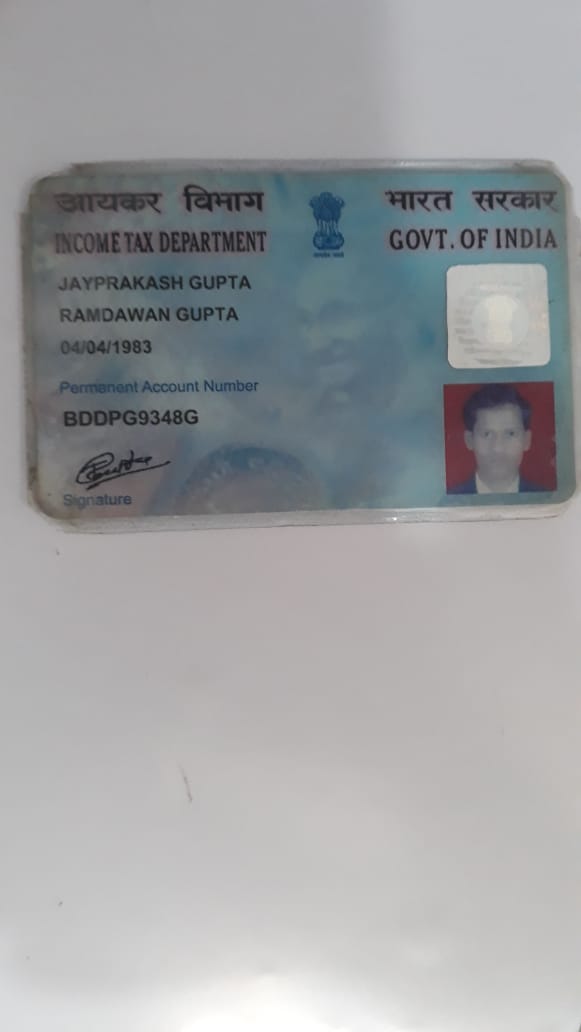 आयकर विभाग
भारत सरकार
INCOME TAX DEPARTMENT
GOVT. OF INDIA
JAYPRAKASH GUPTA
RAMDAWAN GUPTA
04/04/1983
Permanent Account Number
BDDPG9348G
Signature